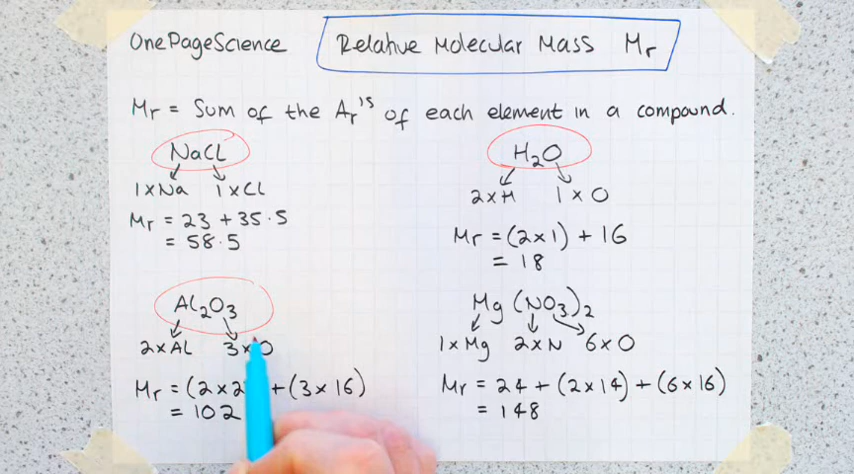 OnePageScience
Relative Molecular Mass Mr
Mr = Sum of the Ar's of each element in a compound.
NaCl
1xNa 1xCl
Mr = 23 + 35.5
= 58.5
H2O
2xH 1xO
Mr = (2x1) + 16
= 18
Al2O3
2xAL 3xO
Mr = (2x2 + (3x16)
= 102
Mg(NO3)2
1xMg 2xN 6xO
Mr = 24 + (2x14) + (6x16)
= 148